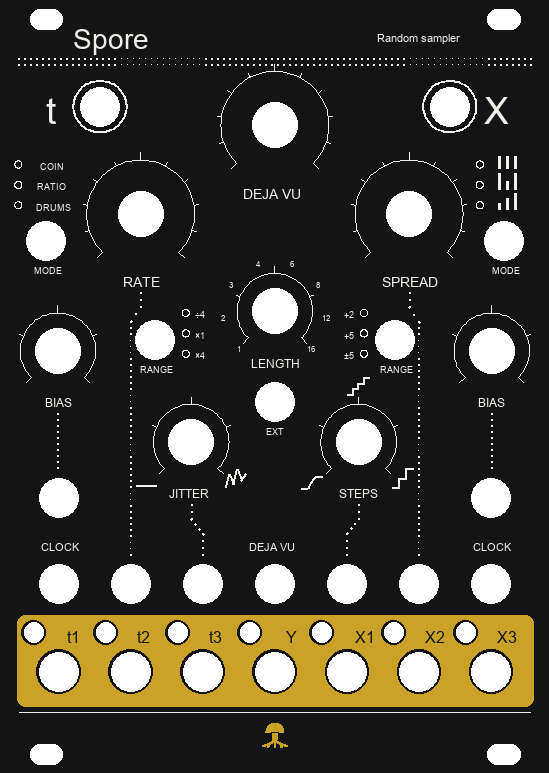 Spore
Random sampler
t
X
COIN
RATIO
DRUMS
MODE
DEJA VU
MODE
RATE
SPREAD
4 6
3 8
2 12
1 16
LENGTH
÷4
×1
×4
RANGE
+2
+5
±5
RANGE
BIAS
BIAS
EXT
JITTER
STEPS
CLOCK
DEJA VU
CLOCK
t1 t2 t3 Y X1 X2 X3